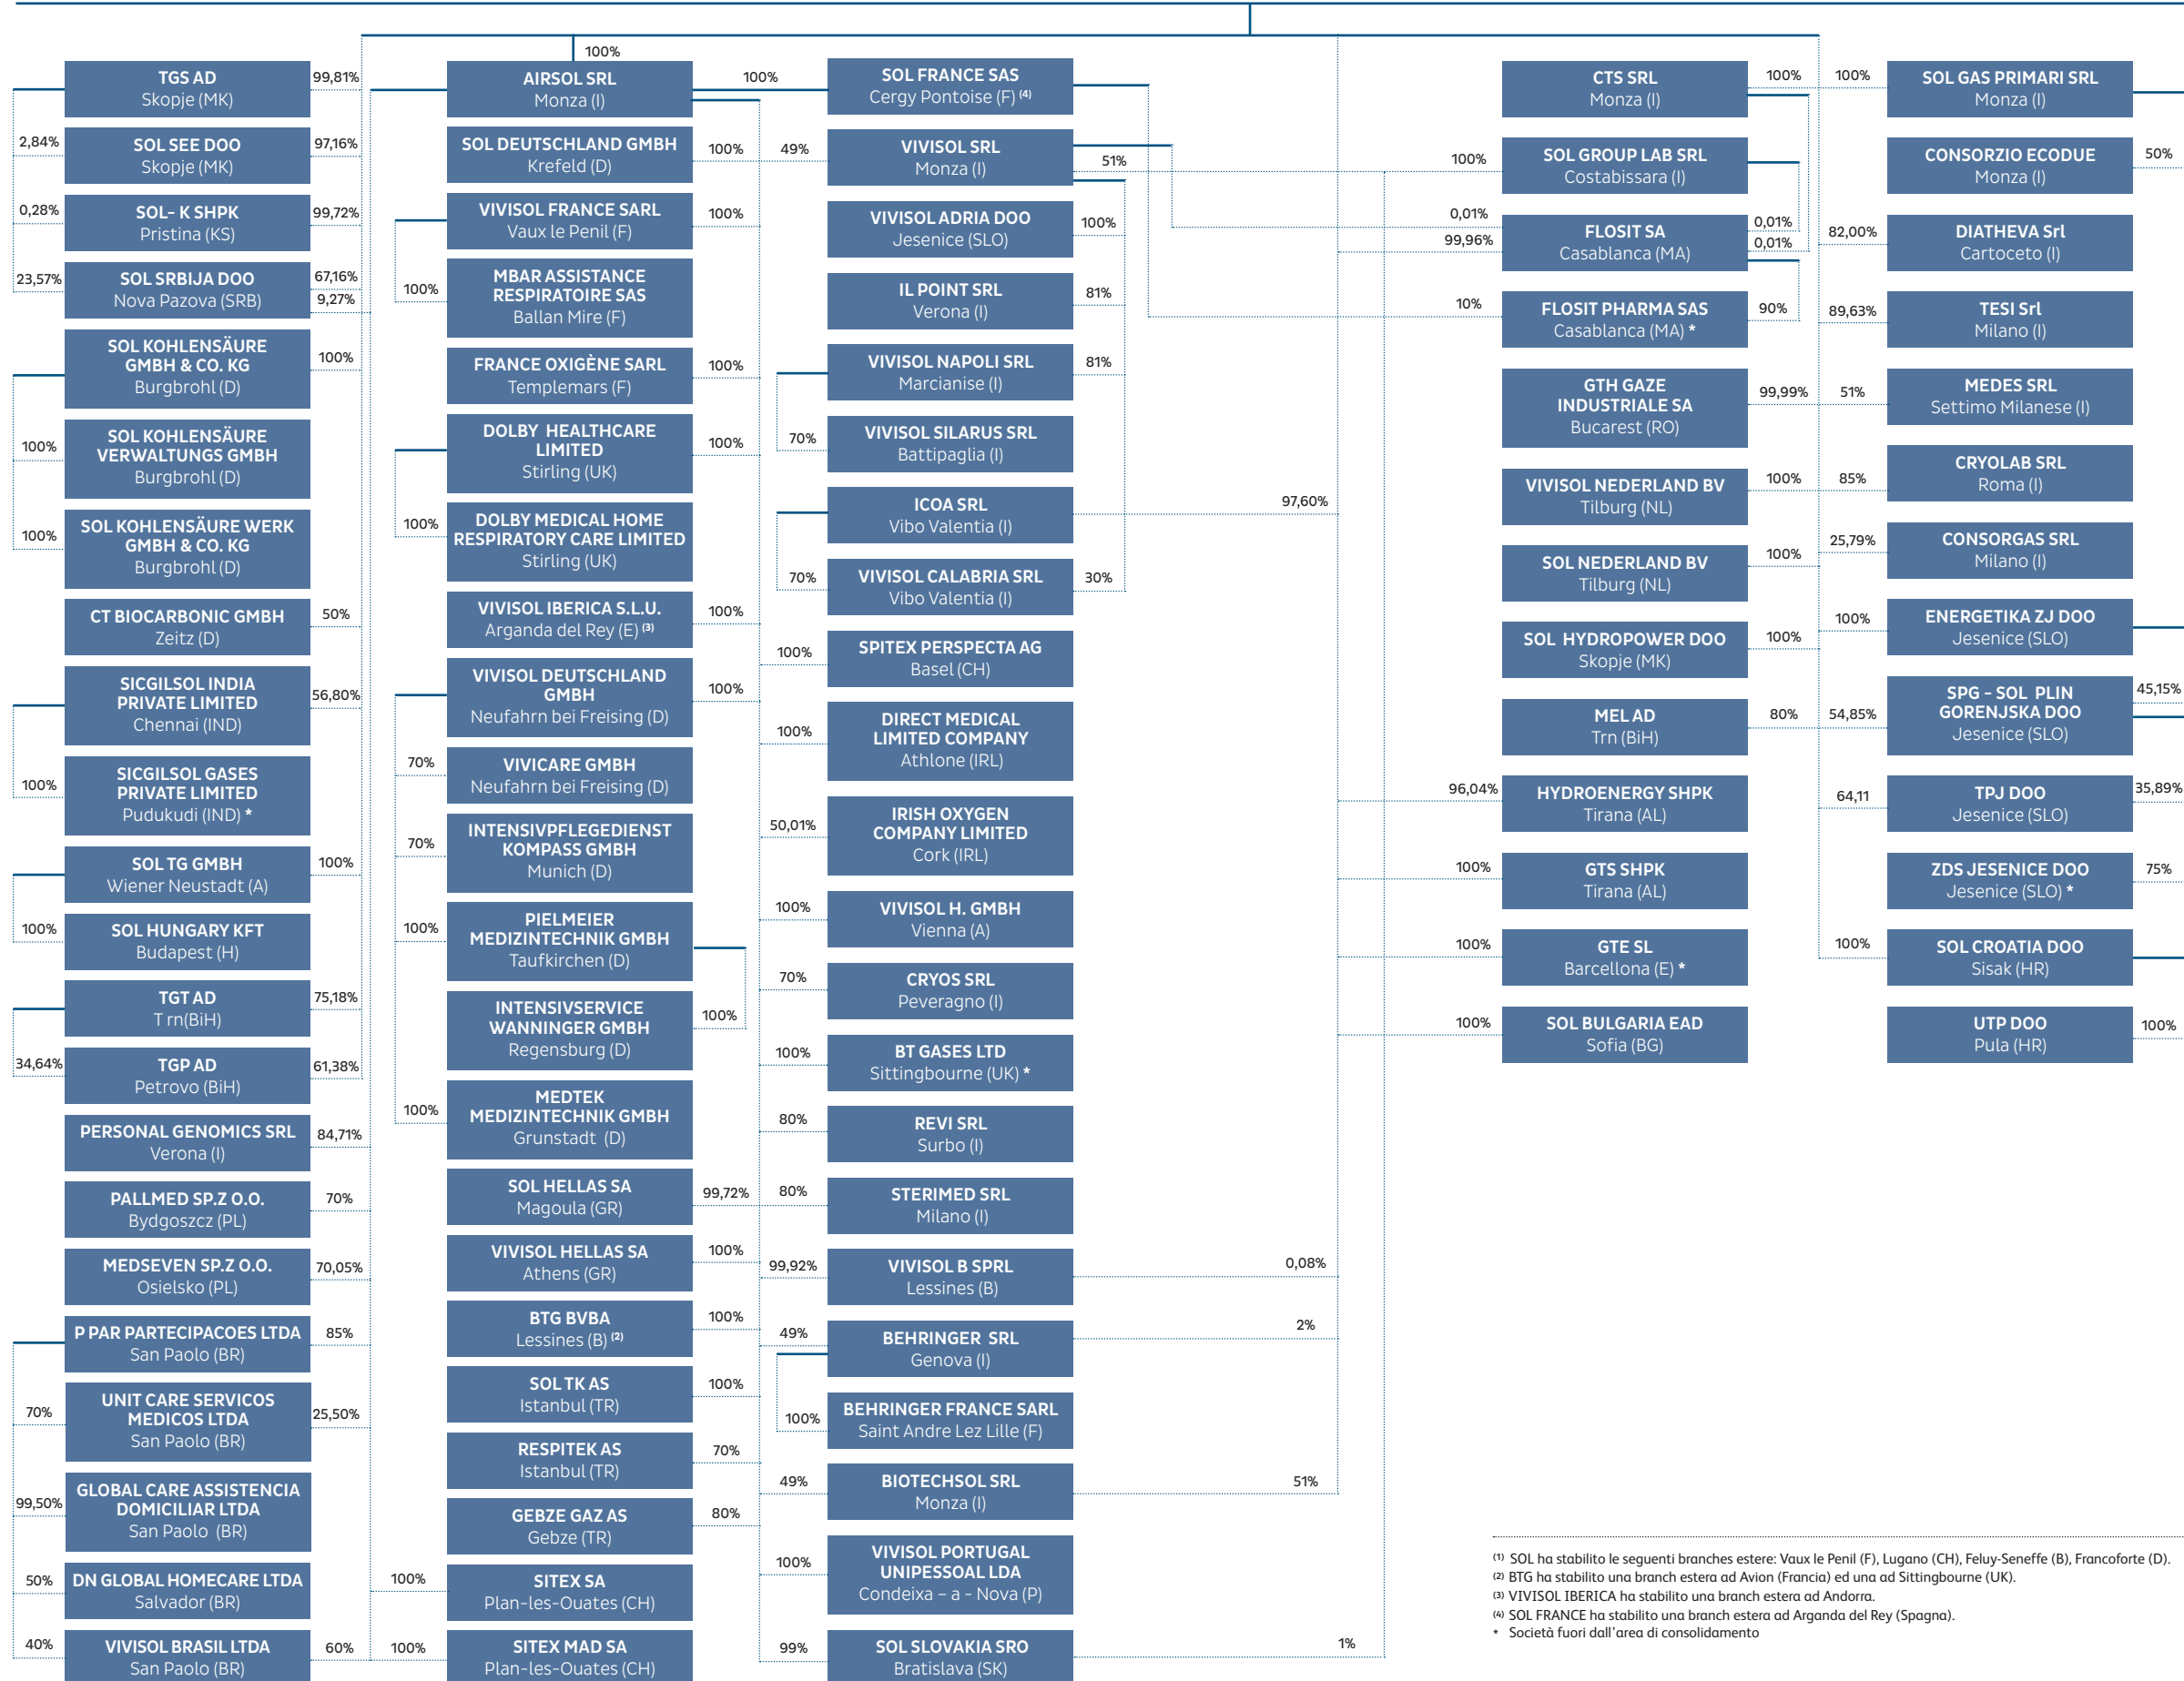 100%
TGS AD
Skopje (MK)
99,81%
2,84%
SOL SEE DOO
Skopje (MK)
97,16%
0,28%
SOL- K SHPK
Pristina (KS)
99,72%
23,57%
SOL SRBIJA DOO
Nova Pazova (SRB)
67,16%
9,27%
SOL KOHLENSÄURE
GMBH & CO. KG
Burgbrohl (D)
100%
100%
SOL KOHLENSÄURE
VERWALTUNGS GMBH
Burgbrohl (D)
100%
SOL KOHLENSÄURE WERK
GMBH & CO. KG
Burgbrohl (D)
CT BIOCARBONIC GMBH
Zeitz (D)
50%
SICGILSOL INDIA
PRIVATE LIMITED
Chennai (IND)
56,80%
100%
SICGILSOL GASES
PRIVATE LIMITED
Pudukudi (IND) *
SOL TG GMBH
Wiener Neustadt (A)
100%
100%
SOL HUNGARY KFT
Budapest (H)
TGT AD
T rn(BiH)
75,18%
34,64%
TGP AD
Petrovo (BiH)
61,38%
PERSONAL GENOMICS SRL
Verona (I)
84,71%
PALLMED SP.Z O.O.
Bydgoszcz (PL)
70%
MEDSEVEN SP.Z O.O.
Osielsko (PL)
70,05%
P PAR PARTECIPACOES LTDA
San Paolo (BR)
85%
70%
UNIT CARE SERVICOS
MEDICOS LTDA
San Paolo (BR)
25,50%
99,50%
GLOBAL CARE ASSISTENCIA
DOMICILIAR LTDA
San Paolo (BR)
50%
DN GLOBAL HOMECARE LTDA
Salvador (BR)
40%
VIVISOL BRASIL LTDA
San Paolo (BR)
60%
AIRSOL SRL
Monza (I)
SOL DEUTSCHLAND GMBH
Krefeld (D)
100%
VIVISOL FRANCE SARL
Vaux le Penil (F)
100%
100%
MBAR ASSISTANCE
RESPIRATOIRE SAS
Ballan Mire (F)
FRANCE OXIGÈNE SARL
Templemars (F)
100%
DOLBY HEALTHCARE
LIMITED
Stirling (UK)
100%
100%
DOLBY MEDICAL HOME
RESPIRATORY CARE LIMITED
Stirling (UK)
VIVISOL IBERICA S.L.U.
Arganda del Rey (E) (3)
100%
VIVISOL DEUTSCHLAND
GMBH
Neufahrn bei Freising (D)
100%
70%
VIVICARE GMBH
Neufahrn bei Freising (D)
70%
INTENSIVPFLEGEDIENST
KOMPASS GMBH
Munich (D)
100%
PIELMEIER
MEDIZINTECHNIK GMBH
Taufkirchen (D)
INTENSIVSERVICE
WANNINGER GMBH
Regensburg (D)
100%
100%
MEDTEK
MEDIZINTECHNIK GMBH
Grunstadt (D)
SOL HELLAS SA
Magoula (GR)
99,72%
VIVISOL HELLAS SA
Athens (GR)
100%
BTG BVBA
Lessines (B) (2)
100%
SOL TK AS
Istanbul (TR)
100%
RESPITEK AS
Istanbul (TR)
70%
GEBZE GAZ AS
Gebze (TR)
80%
100%
SITEX SA
Plan-les-Ouates (CH)
100%
SITEX MAD SA
Plan-les-Ouates (CH)
100%
SOL FRANCE SAS
Cergy Pontoise (F) (4)
49%
VIVISOL SRL
Monza (I)
51%
VIVISOL ADRIA DOO
Jesenice (SLO)
100%
IL POINT SRL
Verona (I)
81%
VIVISOL NAPOLI SRL
Marcianise (I)
81%
70%
VIVISOL SILARUS SRL
Battipaglia (I)
ICOA SRL
Vibo Valentia (I)
97,60%
70%
VIVISOL CALABRIA SRL
Vibo Valentia (I)
30%
100%
SPITEX PERSPECTA AG
Basel (CH)
100%
DIRECT MEDICAL
LIMITED COMPANY
Athlone (IRL)
50,01%
IRISH OXYGEN
COMPANY LIMITED
Cork (IRL)
100%
VIVISOL H. GMBH
Vienna (A)
70%
CRYOS SRL
Peveragno (I)
100%
BT GASES LTD
Sittingbourne (UK) *
80%
REVI SRL
Surbo (I)
80%
STERIMED SRL
Milano (I)
99,92%
VIVISOL B SPRL
Lessines (B)
0,08%
49%
BEHRINGER SRL
Genova (I)
2%
100%
BEHRINGER FRANCE SARL
Saint Andre Lez Lille (F)
49%
BIOTECHSOL SRL
Monza (I)
51%
100%
VIVISOL PORTUGAL
UNIPESSOAL LDA
Condeixa – a - Nova (P)
99%
SOL SLOVAKIA SRO
Bratislava (SK)
1%
CTS SRL
Monza (I)
100%
100%
SOL GROUP LAB SRL
Costabissara (I)
0,01%
99,96%
FLOSIT SA
Casablanca (MA)
0,01%
0,01%
10%
FLOSIT PHARMA SAS
Casablanca (MA) *
90%
GTH GAZE
INDUSTRIALE SA
Bucarest (RO)
99,99%
VIVISOL NEDERLAND BV
Tilburg (NL)
100%
SOL NEDERLAND BV
Tilburg (NL)
100%
SOL HYDROPOWER DOO
Skopje (MK)
100%
MEL AD
Trn (BiH)
80%
96,04%
HYDROENERGY SHPK
Tirana (AL)
100%
GTS SHPK
Tirana (AL)
100%
GTE SL
Barcellona (E) *
100%
SOL BULGARIA EAD
Sofia (BG)
100%
SOL GAS PRIMARI SRL
Monza (I)
CONSORZIO ECODUE
Monza (I)
50%
82,00%
DIATHEVA Srl
Cartoceto (I)
89,63%
TESI Srl
Milano (I)
51%
MEDES SRL
Settimo Milanese (I)
85%
CRYOLAB SRL
Roma (I)
25,79%
CONSORGAS SRL
Milano (I)
100%
ENERGETIKA ZJ DOO
Jesenice (SLO)
54,85%
SPG - SOL PLIN
GORENJSKA DOO
Jesenice (SLO)
45,15%
64,11
TPJ DOO
Jesenice (SLO)
35,89%
ZDS JESENICE DOO
Jesenice (SLO) *
75%
100%
SOL CROATIA DOO
Sisak (HR)
UTP DOO
Pula (HR)
100%
(1) SOL ha stabilito le seguenti branches estere: Vaux le Penil (F), Lugano (CH), Feluy-Seneffe (B), Francoforte (D).
(2) BTG ha stabilito una branch estera ad Avion (Francia) ed una ad Sittingbourne (UK).
(3) VIVISOL IBERICA ha stabilito una branch estera ad Andorra.
(4) SOL FRANCE ha stabilito una branch estera ad Arganda del Rey (Spagna).
* Società fuori dall'area di consolidamento